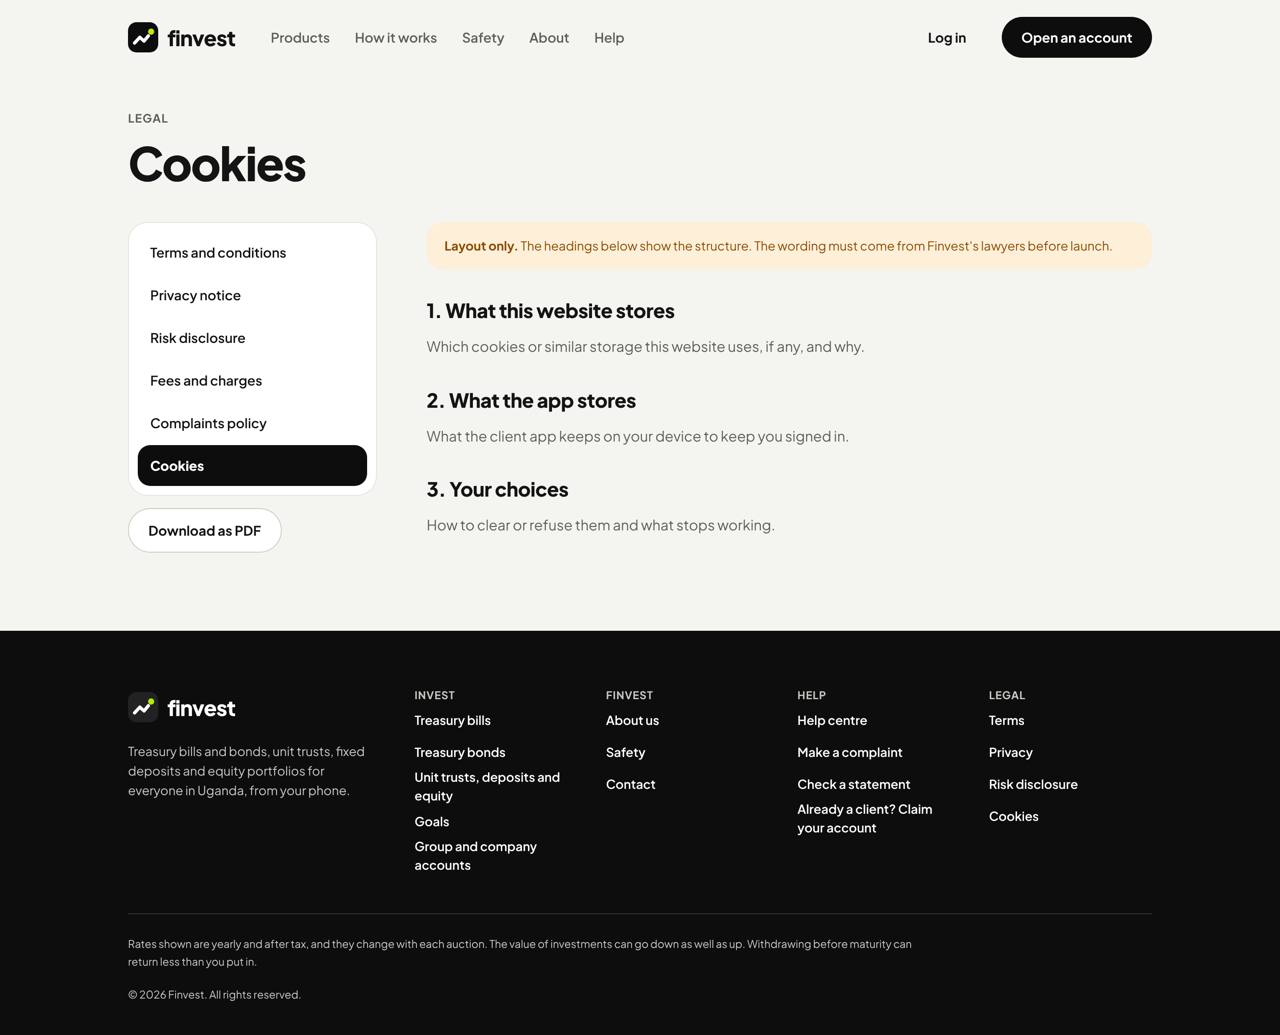 finvest
Products
How it works
Safety
About
Help
Log in
Open an account
LEGAL
Cookies
Terms and conditions
Privacy notice
Risk disclosure
Fees and charges
Complaints policy
Cookies
Download as PDF
Layout only. The headings below show the structure. The wording must come from Finvest's lawyers before launch.
1. What this website stores
Which cookies or similar storage this website uses, if any, and why.
2. What the app stores
What the client app keeps on your device to keep you signed in.
3. Your choices
How to clear or refuse them and what stops working.
finvest
Treasury bills and bonds, unit trusts, fixed
deposits and equity portfolios for
everyone in Uganda, from your phone.
INVEST
Treasury bills
Treasury bonds
Unit trusts, deposits and
equity
Goals
Group and company
accounts
FINVEST
About us
Safety
Contact
HELP
Help centre
Make a complaint
Check a statement
Already a client? Claim
your account
LEGAL
Terms
Privacy
Risk disclosure
Cookies
Rates shown are yearly and after tax, and they change with each auction. The value of investments can go down as well as up. Withdrawing before maturity can
return less than you put in.
© 2026 Finvest. All rights reserved.